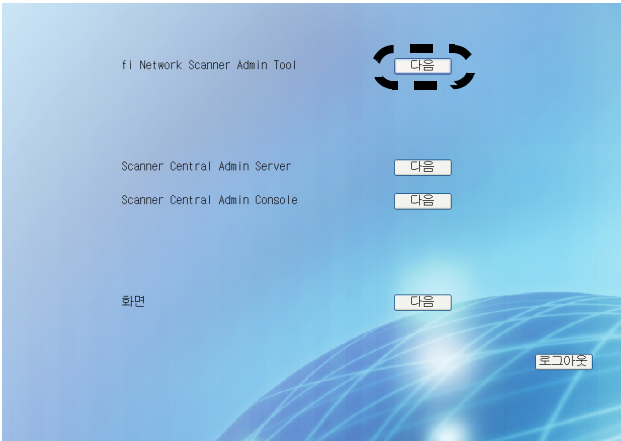 fi Network Scanner Admin Tool 다음
Scanner Central Admin Server 다음
Scanner Central Admin Console 다음
화면 다음
로그아웃